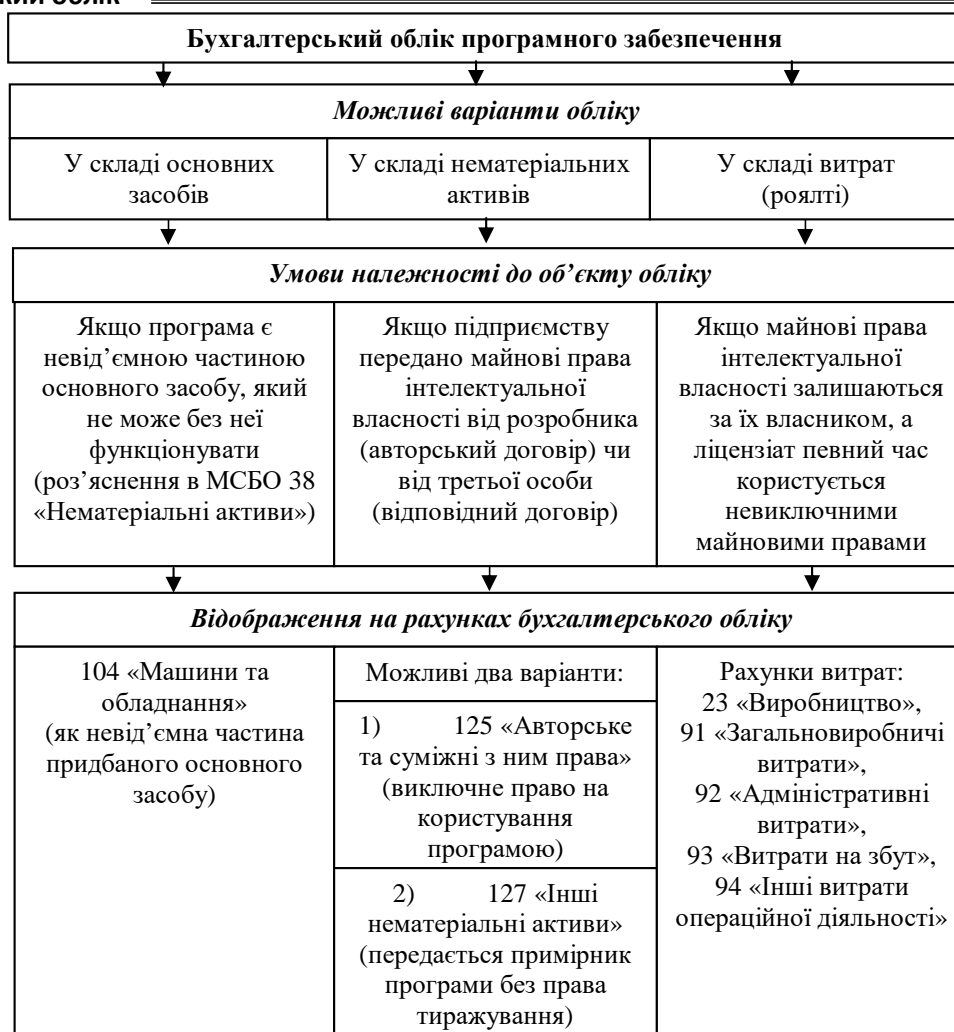 Бухгалтерський облік програмного забезпечення
Можливі варіанти обліку
У складі основних
засобів
У складі нематеріальних
активів
У складі витрат
(роялті)
Умови належності до об’єкту обліку
Якщо програма є
невід’ємною частиною
основного засобу, який
не може без неї
функціонувати
(роз’яснення в МСБО 38
«Нематеріальні активи»)
Якщо підприємству
передано майнові права
інтелектуальної
власності від розробника
(авторський договір) чи
від третьої особи
(відповідний договір)
Якщо майнові права
інтелектуальної
власності залишаються
за їх власником, а
ліцензіат певний час
користується
невиключними
майновими правами
Відображення на рахунках бухгалтерського обліку
104 «Машини та
обладнання»
(як невід’ємна частина
придбаного основного
засобу)
Можливі два варіанти:
1) 125 «Авторське
та суміжні з ним права»
(виключне право на
користування
програмою)
2) 127 «Інші
нематеріальні активи»
(передається примірник
програми без права
тиражування)
Рахунки витрат:
23 «Виробництво»,
91 «Загальновиробничі
витрати»,
92 «Адміністративні
витрати»,
93 «Витрати на збут»,
94 «Інші витрати
операційної діяльності»